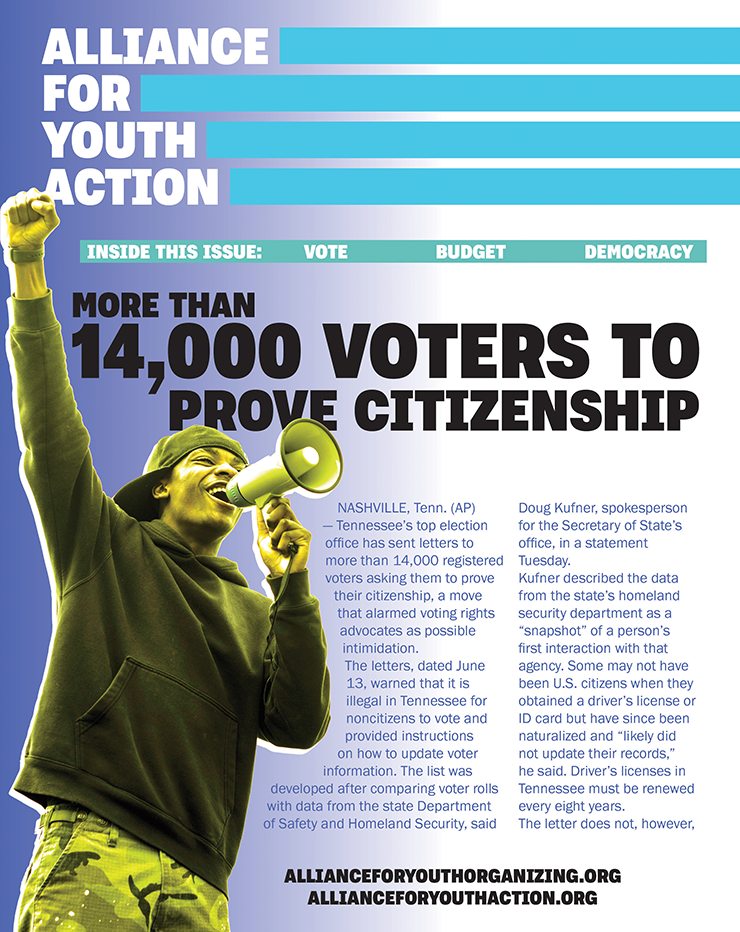 ALLIANCE
FOR
YOUTH
ACTION
INSIDE THIS ISSUE: VOTE BUDGET DEMOCRACY
MORE THAN
14,000 VOTERS TO
PROVE CITIZENSHIP
NASHVILLE, Tenn. (AP)
— Tennessee’s top election
office has sent letters to
more than 14,000 registered
voters asking them to prove
their citizenship, a move
that alarmed voting rights
advocates as possible
intimidation.
The letters, dated June
13, warned that it is
illegal in Tennessee for
noncitizens to vote and
provided instructions
on how to update voter
information. The list was
developed after comparing voter rolls
with data from the state Department
of Safety and Homeland Security, said
Doug Kufner, spokesperson
for the Secretary of State’s
office, in a statement
Tuesday.
Kufner described the data
from the state’s homeland
security department as a
“snapshot” of a person’s
first interaction with that
agency. Some may not have
been U.S. citizens when they
obtained a driver’s license or
ID card but have since been
naturalized and “likely did
not update their records,”
he said. Driver’s licenses in
Tennessee must be renewed
every eight years.
The letter does not, however,
ALLIANCEFORYOUTHORGANIZING.ORG
ALLIANCEFORYOUTHACTION.ORG